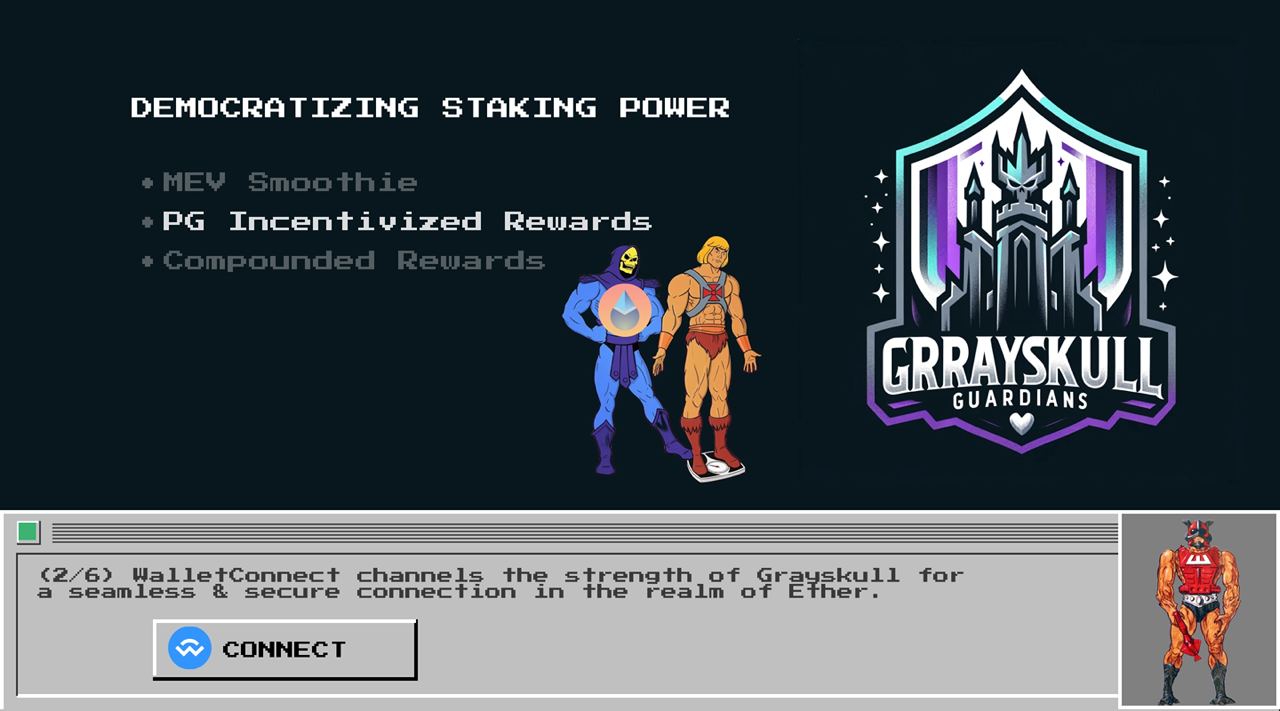 DEMOCRATIZING STAKING POWER
• MEV Smoothie
• PG Incentivized Rewards
• Compounded Rewards
GRRAYSKULL
GUARDIANS
(2/6) WalletConnect channels the strength of Grayskull for
a seamless & secure connection in the realm of Ether.
CONNECT